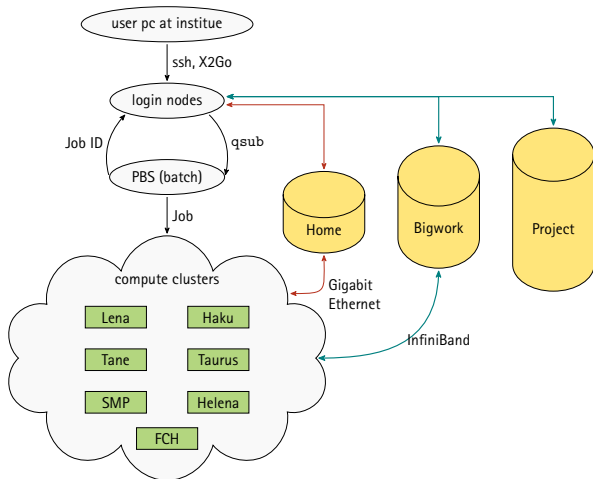 user pc at institue
ssh, X2Go
login nodes
Job ID
qsub
PBS (batch)
Job
Home
Bigwork
Project
compute clusters
Gigabit
Ethernet
InfiniBand
Lena
Haku
Tane
Taurus
SMP
Helena
FCH